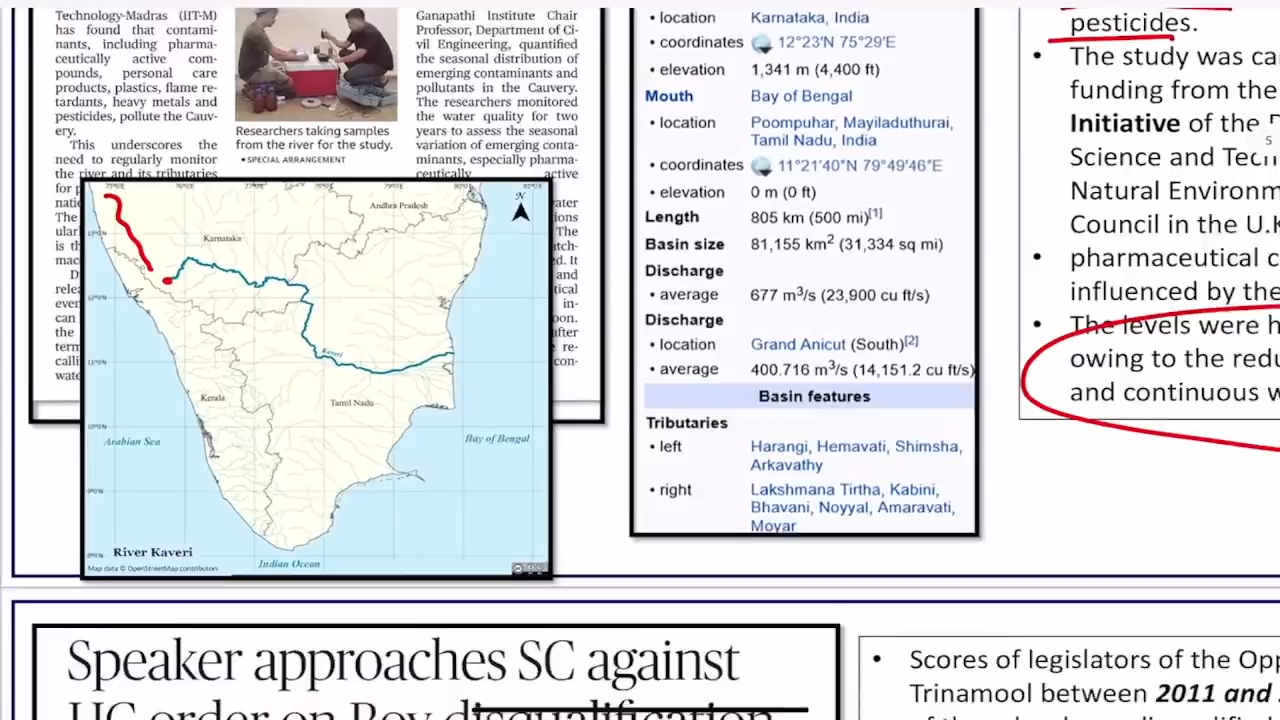 Technology-Madras (IIT-M)
has found that contami-
nants, including pharma-
ceutically active com-
pounds, personal care
products, plastics, flame re-
tardants, heavy metals and
pesticides, pollute the Cauv-
ery.
This underscores the
need to regularly monitor
the river and its tributaries
for
Researchers taking samples
from the river for the study.
• SPECIAL ARRANGEMENT
Ganapathi Institute Chair
Professor, Department of Ci-
vil Engineering, quantified
the seasonal distribution of
emerging contaminants and
pollutants in the Cauvery.
The researchers monitored
the water quality for two
years to assess the seasonal
variation of emerging conta-
minants, especially pharma-
ceutically active
Andhra Pradesh
N
Karnataka
Kaveri
Kerala
Tamil Nadu
Arabian Sea
Bay of Bengal
River Kaveri
Indian Ocean
Map data © OpenStreetMap contributors
• location Karnataka, India
• coordinates 12°23′N 75°29′E
• elevation 1,341 m (4,400 ft)
Mouth Bay of Bengal
• location Poompuhar, Mayiladuthurai,
Tamil Nadu, India
• coordinates 11°21′40″N 79°49′46″E
• elevation 0 m (0 ft)
Length 805 km (500 mi)[1]
Basin size 81,155 km2 (31,334 sq mi)
Discharge
• average 677 m3/s (23,900 cu ft/s)
Discharge
• location Grand Anicut (South)[2]
• average 400.716 m3/s (14,151.2 cu ft/s)
Basin features
Tributaries
• left Harangi, Hemavati, Shimsha,
Arkavathy
• right Lakshmana Tirtha, Kabini,
Bhavani, Noyyal, Amaravati,
Moyar
pesticides.
• The study was ca
funding from the
Initiative of the
Science and Tec
Natural Environm
Council in the U.K
• pharmaceutical c
influenced by the
• The levels were h
owing to the redu
and continuous w
Speaker approaches SC against
HC order on Roy disqualification
• Scores of legislators of the Opp
Trinamool between 2011 and